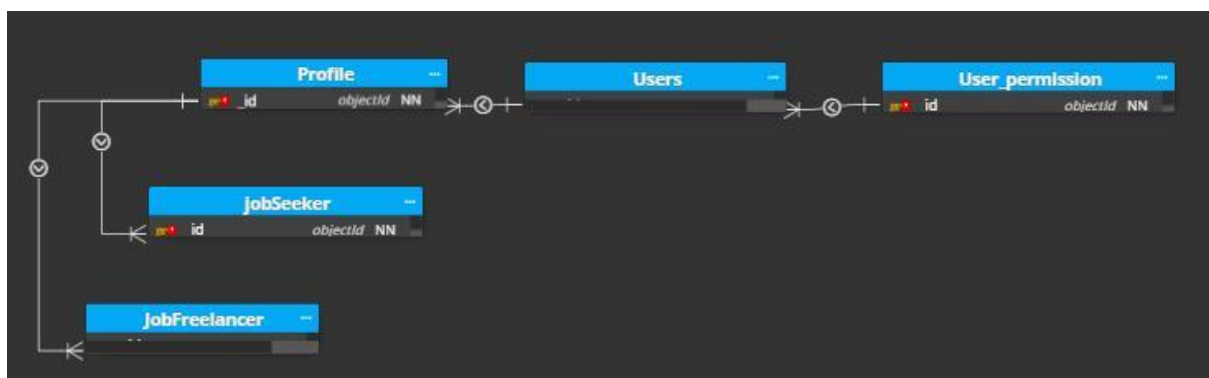 Profile
_id objectId NN
Users
User_permission
id objectId NN
jobSeeker
id objectId NN
JobFreelancer